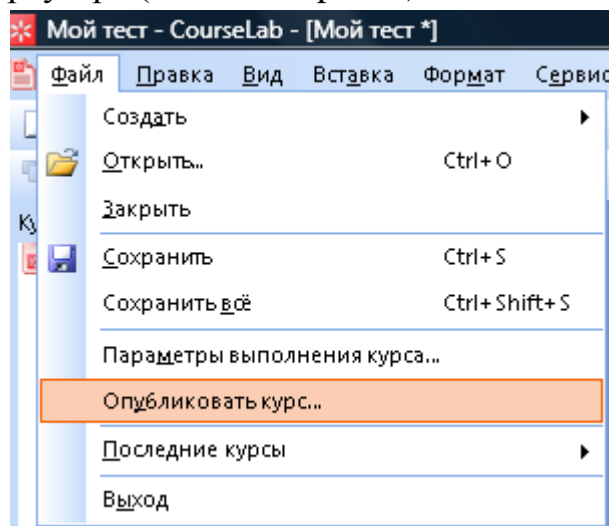 Мой тест - CourseLab - [Мой тест *]
Файл Правка Вид Вставка Формат Сервис
Создать
Открыть... Ctrl+O
Закрыть
Сохранить Ctrl+S
Сохранить всё Ctrl+Shift+S
Параметры выполнения курса...
Опубликовать курс...
Последние курсы
Выход